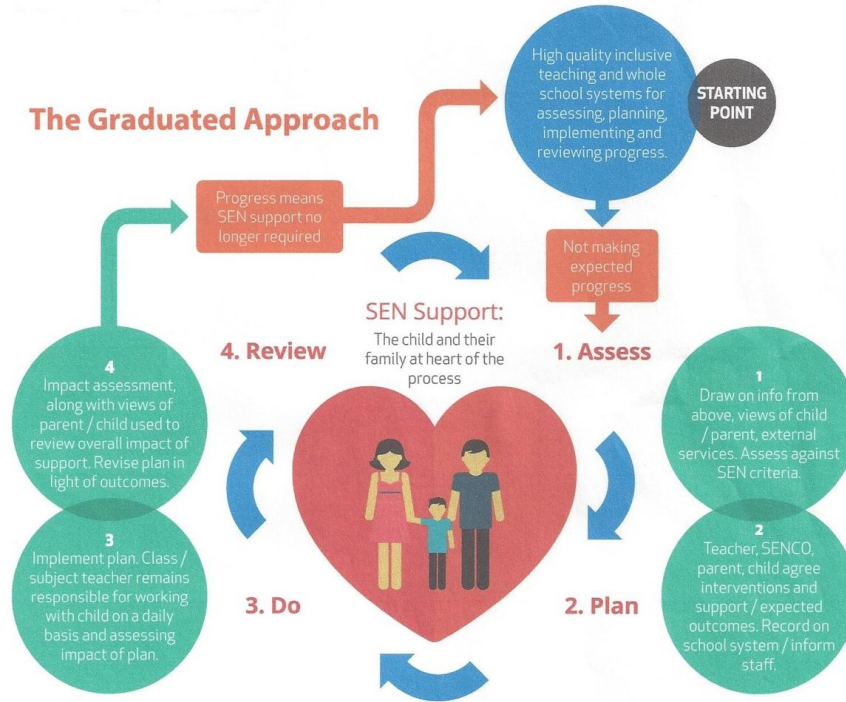 The Graduated Approach
High quality inclusive
teaching and whole
school systems for
assessing, planning,
implementing and
reviewing progress.
STARTING
POINT
Progress means
SEN support no
longer required
Not making
expected
progress
SEN Support:
The child and their
family at heart of the
process
4. Review
1. Assess
4
Impact assessment,
along with views of
parent / child used to
review overall impact of
support. Revise plan in
light of outcomes.
1
Draw on info from
above, views of child
/ parent, external
services. Assess against
SEN criteria.
3
Implement plan. Class /
subject teacher remains
responsible for working
with child on a daily
basis and assessing
impact of plan.
3. Do
2. Plan
2
Teacher, SENCO,
parent, child agree
interventions and
support / expected
outcomes. Record on
school system / inform
staff.